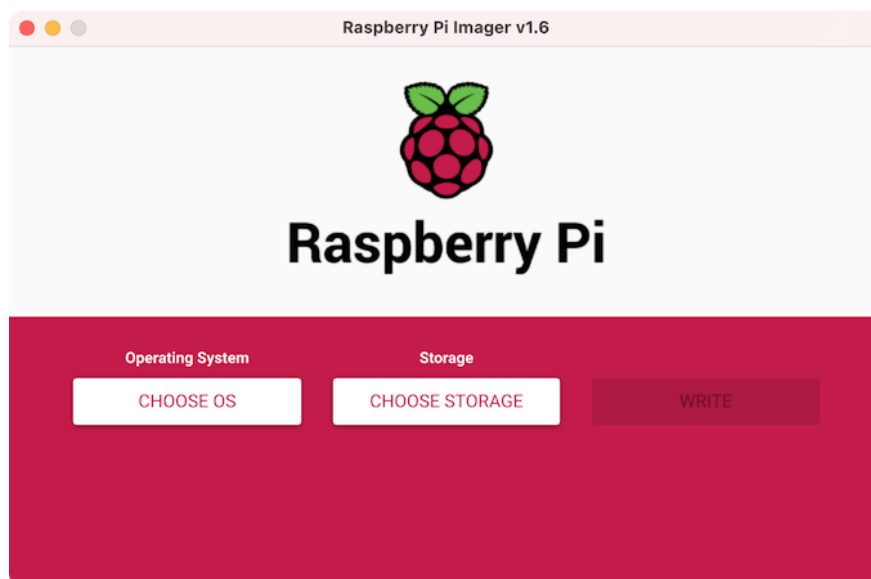 Raspberry Pi Imager v1.6
Raspberry Pi
Operating System
Storage
CHOOSE OS
CHOOSE STORAGE
WRITE